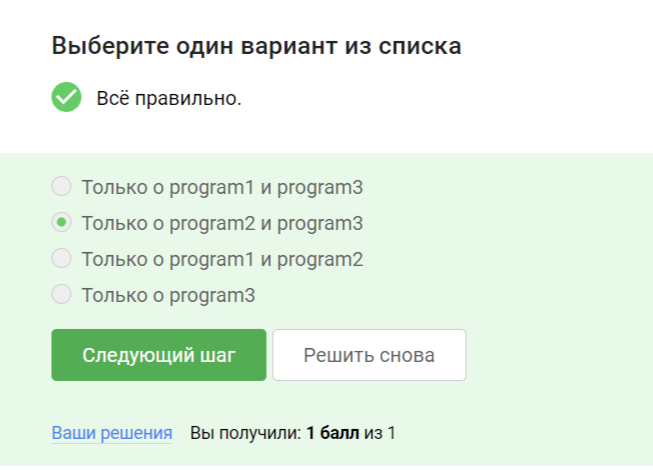 Выберите один вариант из списка
Всё правильно.
Только о program1 и program3
Только о program2 и program3
Только о program1 и program2
Только о program3
Следующий шаг Решить снова
Ваши решения Вы получили: 1 балл из 1